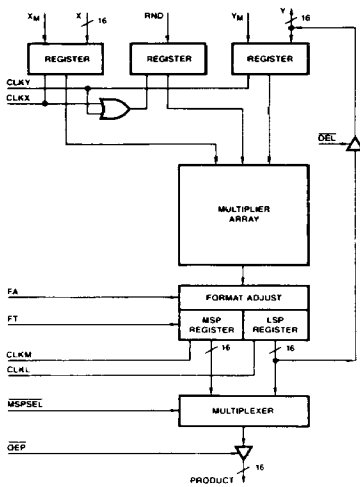 XM X 16 RND YM Y 16
REGISTER REGISTER REGISTER
CLKY
CLKX
OEL
MULTIPLIER
ARRAY
FA
FORMAT ADJUST
FT
MSP
REGISTER
LSP
REGISTER
CLKM
CLKL
16 16
MSPSEL
MULTIPLEXER
OEP
16
PRODUCT